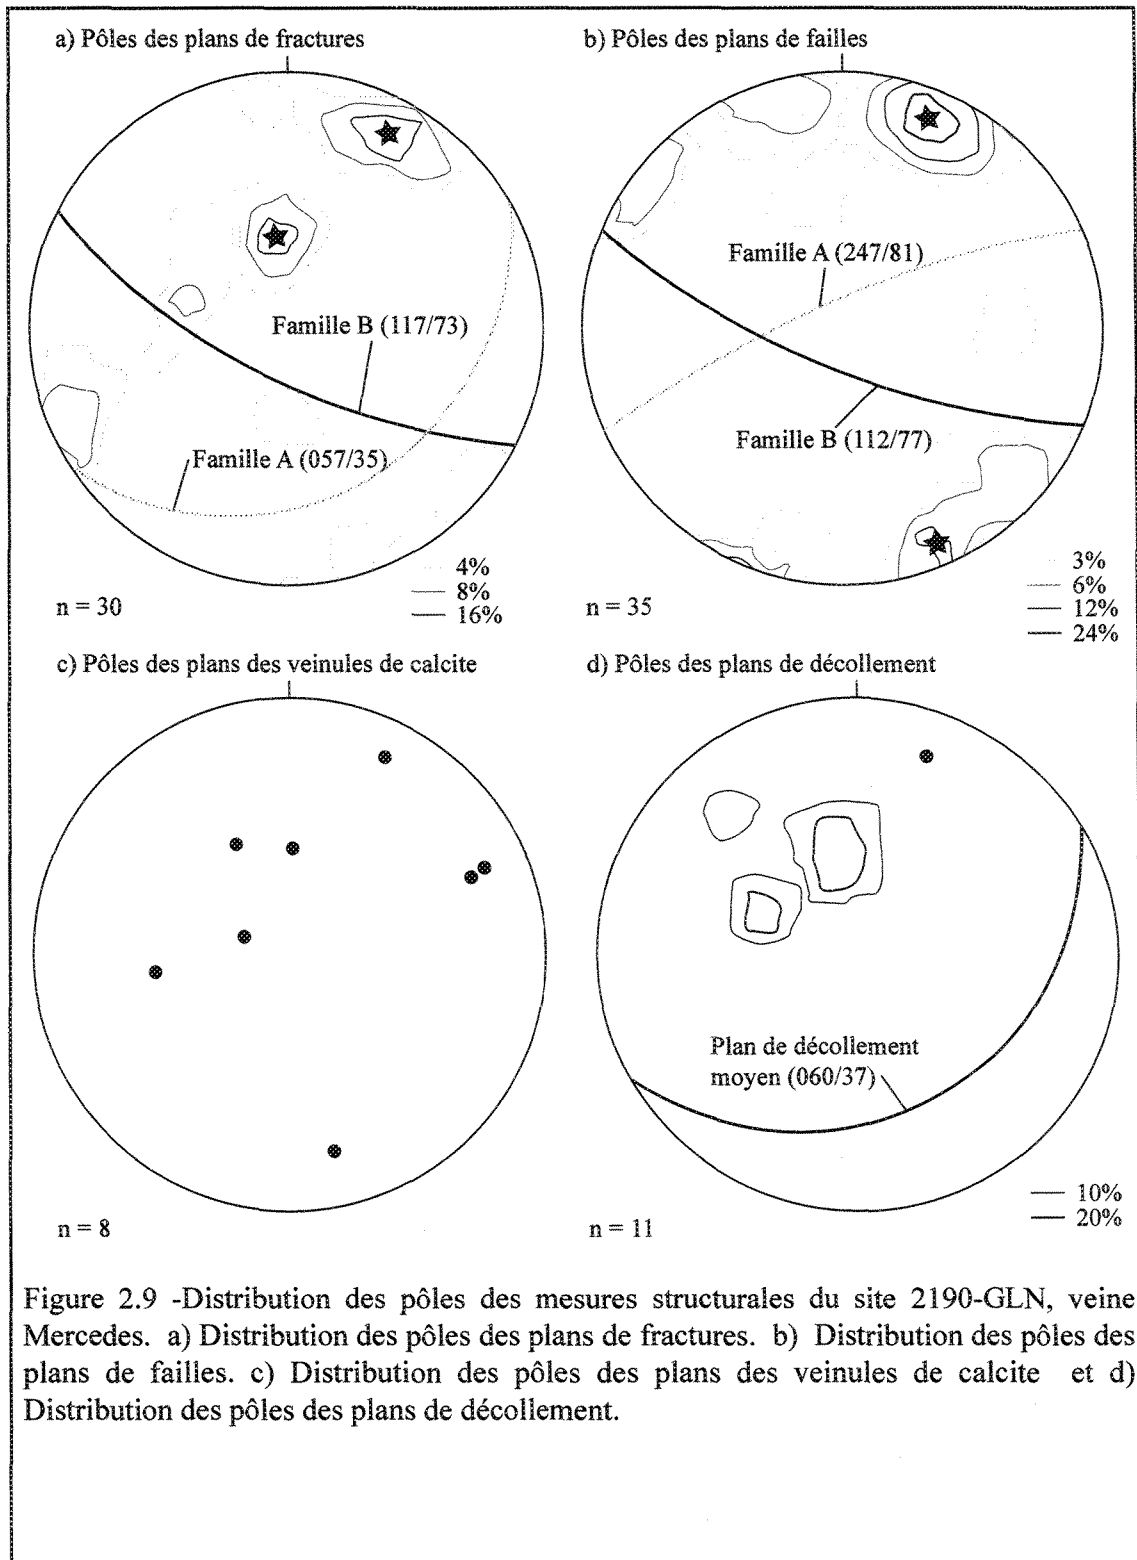 a) Pôles des plans de fractures
b) Pôles des plans de failles
Famille B (117/73)
Famille A (057/35)
4%
8%
16%
n = 30
Famille A (247/81)
Famille B (112/77)
3%
6%
12%
24%
n = 35
c) Pôles des plans des veinules de calcite
d) Pôles des plans de décollement
n = 8
Plan de décollement
moyen (060/37)
10%
20%
n = 11
Figure 2.9 -Distribution des pôles des mesures structurales du site 2190-GLN, veine
Mercedes. a) Distribution des pôles des plans de fractures. b) Distribution des pôles des
plans de failles. c) Distribution des pôles des plans des veinules de calcite et d)
Distribution des pôles des plans de décollement.